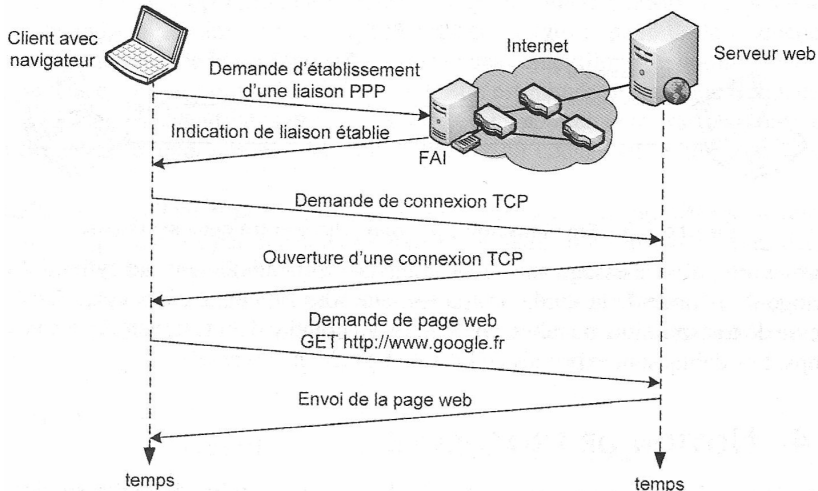 Client avec
navigateur
Internet
Serveur web
Demande d'établissement
d'une liaison PPP
Indication de liaison établie
FAI
Demande de connexion TCP
Ouverture d'une connexion TCP
Demande de page web
GET http://www.google.fr
Envoi de la page web
temps
temps